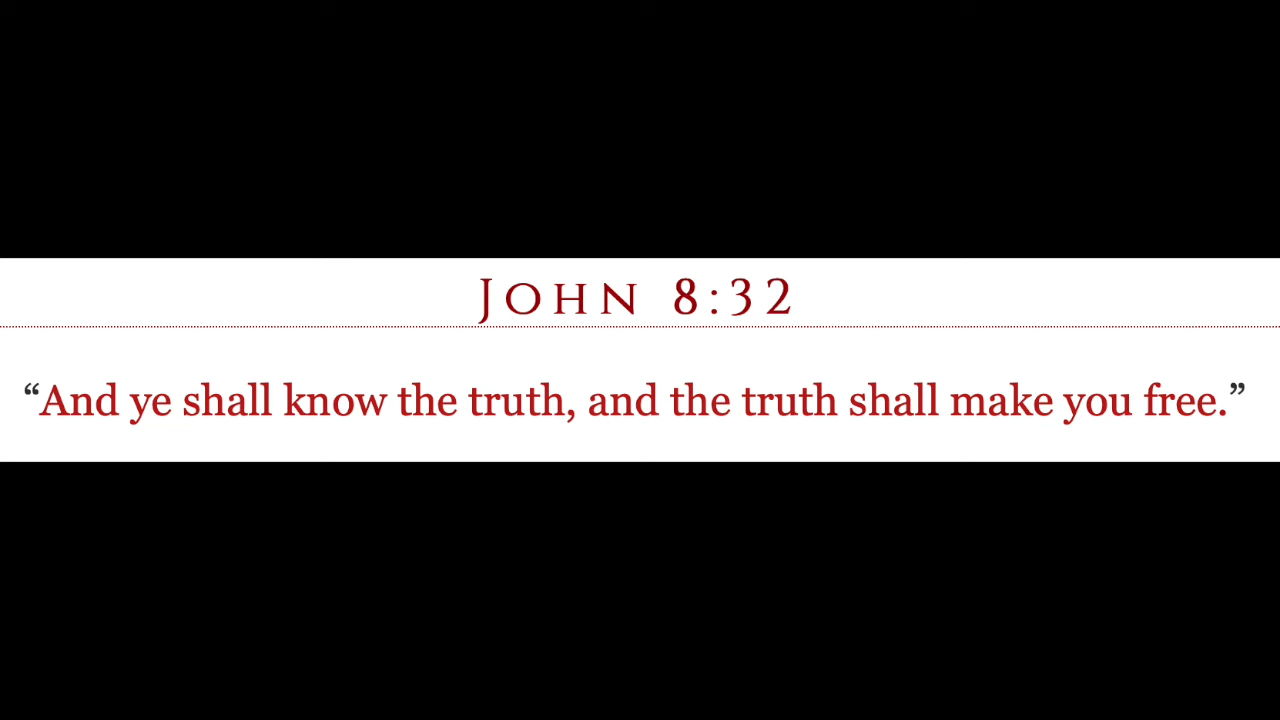 John 8:32
“And ye shall know the truth, and the truth shall make you free.”